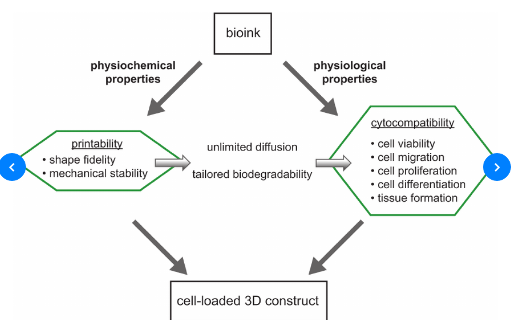 bioink
physiochemical
properties
physiological
properties
printability
• shape fidelity
• mechanical stability
unlimited diffusion
tailored biodegradability
cytocompatibility
• cell viability
• cell migration
• cell proliferation
• cell differentiation
• tissue formation
cell-loaded 3D construct